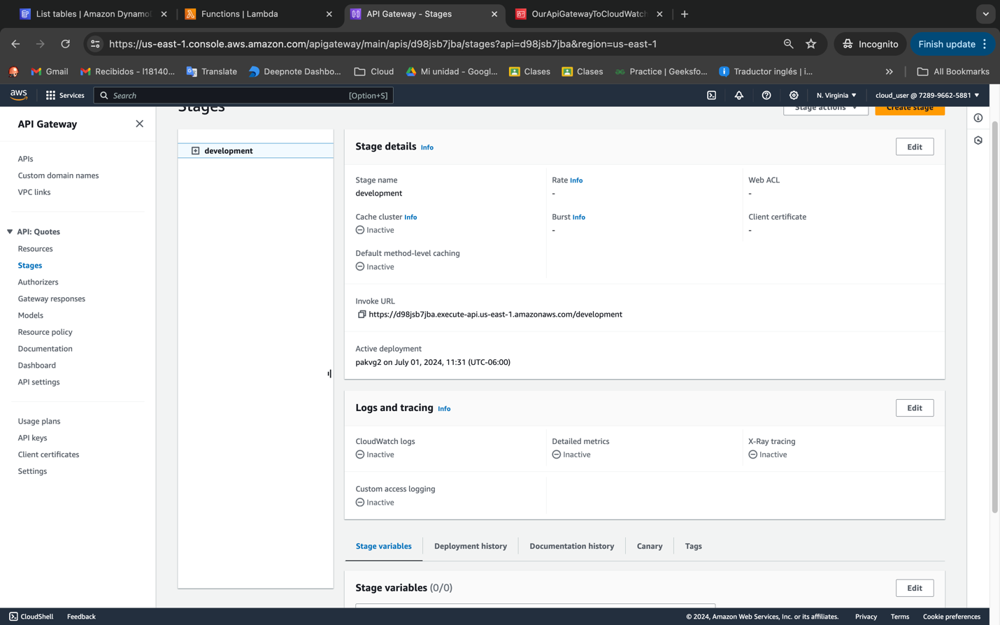 List tables | Amazon Dynamo
Functions | Lambda
API Gateway - Stages
OurApiGatewayToCloudWatch
https://us-east-1.console.aws.amazon.com/apigateway/main/apis/d98jsb7jba/stages?api=d98jsb7jba&region=us-east-1
Incognito
Finish update
Gmail
Recibidos - l18140...
Translate
Deepnote Dashbo...
Cloud
Mi unidad - Googl...
Clases
Clases
Practice | Geeksfo...
Traductor inglés | i...
All Bookmarks
aws
Services
Search
[Option+S]
N. Virginia
cloud_user @ 7289-9662-5881
API Gateway
APIs
Custom domain names
VPC links
API: Quotes
Resources
Stages
Authorizers
Gateway responses
Models
Resource policy
Documentation
Dashboard
API settings
Usage plans
API keys
Client certificates
Settings
Stages
Stage actions
Create stage
development
Stage details Info
Edit
Stage name
development
Rate Info
-
Web ACL
-
Cache cluster Info
Inactive
Burst Info
-
Client certificate
-
Default method-level caching
Inactive
Invoke URL
https://d98jsb7jba.execute-api.us-east-1.amazonaws.com/development
Active deployment
pakvg2 on July 01, 2024, 11:31 (UTC-06:00)
Logs and tracing Info
Edit
CloudWatch logs
Inactive
Detailed metrics
Inactive
X-Ray tracing
Inactive
Custom access logging
Inactive
Stage variables
Deployment history
Documentation history
Canary
Tags
Stage variables (0/0)
Edit
CloudShell
Feedback
© 2024, Amazon Web Services, Inc. or its affiliates.
Privacy
Terms
Cookie preferences